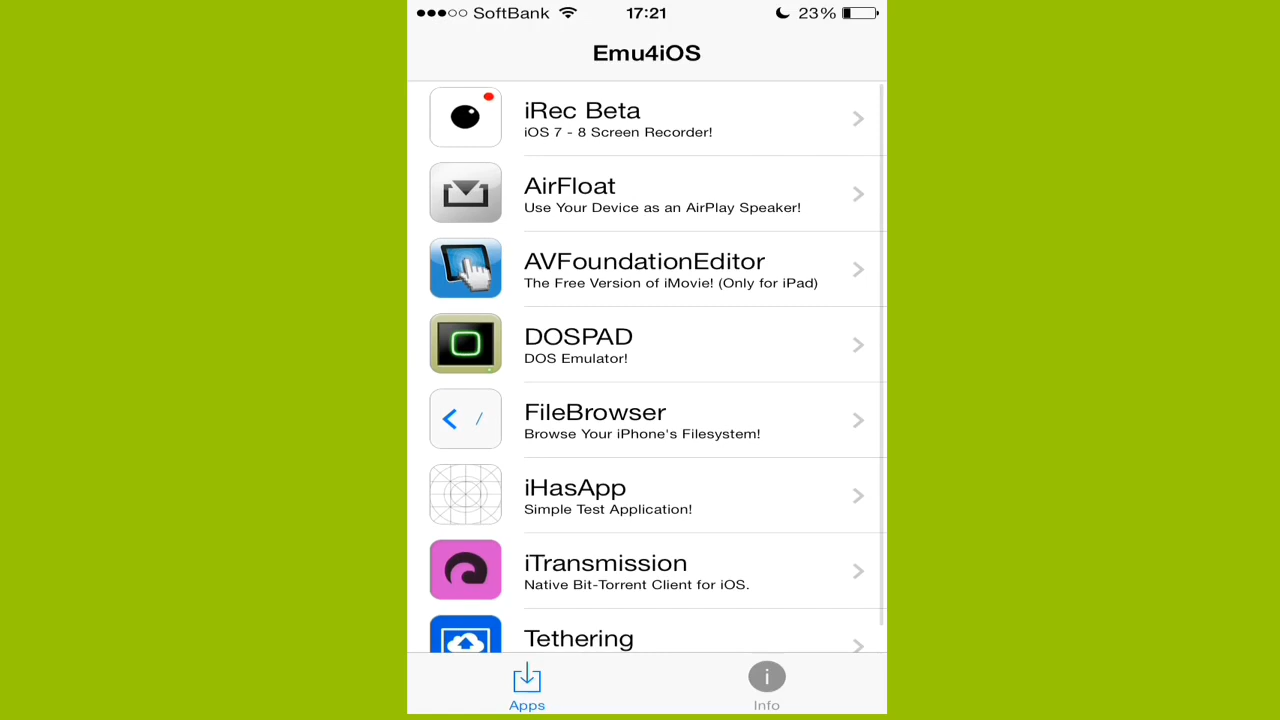 SoftBank 17:21 23%
Emu4iOS
iRec Beta
iOS 7 - 8 Screen Recorder!
AirFloat
Use Your Device as an AirPlay Speaker!
AVFoundationEditor
The Free Version of iMovie! (Only for iPad)
DOSPAD
DOS Emulator!
FileBrowser
Browse Your iPhone's Filesystem!
iHasApp
Simple Test Application!
iTransmission
Native Bit-Torrent Client for iOS.
Tethering
Apps Info